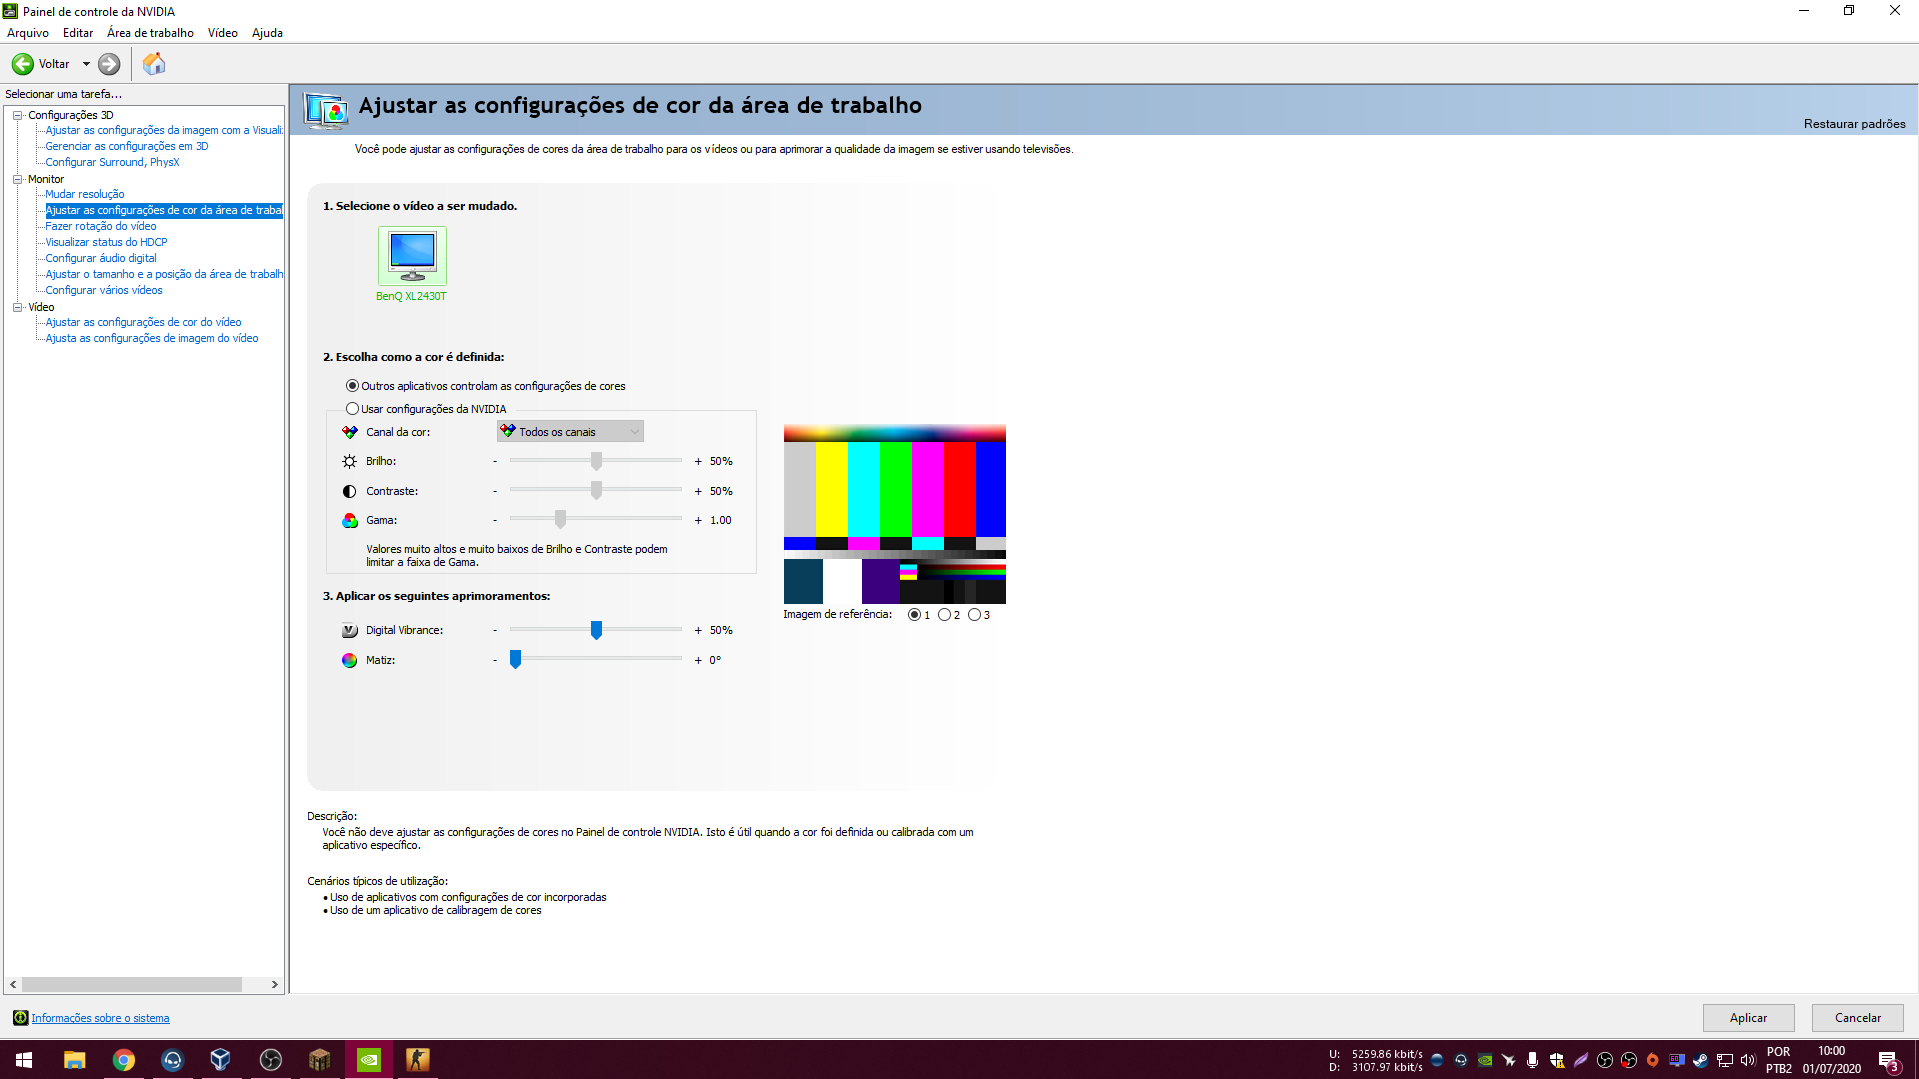 Painel de controle da NVIDIA
Arquivo Editar Área de trabalho Vídeo Ajuda
Voltar
Selecionar uma tarefa...
Configurações 3D
Ajustar as configurações da imagem com a Visuali
Gerenciar as configurações em 3D
Configurar Surround, PhysX
Monitor
Mudar resolução
Ajustar as configurações de cor da área de trabal
Fazer rotação do vídeo
Visualizar status do HDCP
Configurar áudio digital
Ajustar o tamanho e a posição da área de trabalh
Configurar vários vídeos
Vídeo
Ajustar as configurações de cor do vídeo
Ajusta as configurações de imagem do vídeo
Informações sobre o sistema
Ajustar as configurações de cor da área de trabalho
Restaurar padrões
Você pode ajustar as configurações de cores da área de trabalho para os vídeos ou para aprimorar a qualidade da imagem se estiver usando televisões.
1. Selecione o vídeo a ser mudado.
BenQ XL2430T
2. Escolha como a cor é definida:
Outros aplicativos controlam as configurações de cores
Usar configurações da NVIDIA
Canal da cor: Todos os canais
Brilho: - + 50%
Contraste: - + 50%
Gama: - + 1.00
Valores muito altos e muito baixos de Brilho e Contraste podem
limitar a faixa de Gama.
3. Aplicar os seguintes aprimoramentos:
Digital Vibrance: - + 50%
Matiz: - + 0°
Imagem de referência: 1 2 3
Descrição:
Você não deve ajustar as configurações de cores no Painel de controle NVIDIA. Isto é útil quando a cor foi definida ou calibrada com um
aplicativo específico.
Cenários típicos de utilização:
• Uso de aplicativos com configurações de cor incorporadas
• Uso de um aplicativo de calibragem de cores
Aplicar Cancelar
U: 5259.86 kbit/s
D: 3107.97 kbit/s
60
POR
PTB2
10:00
01/07/2020
3